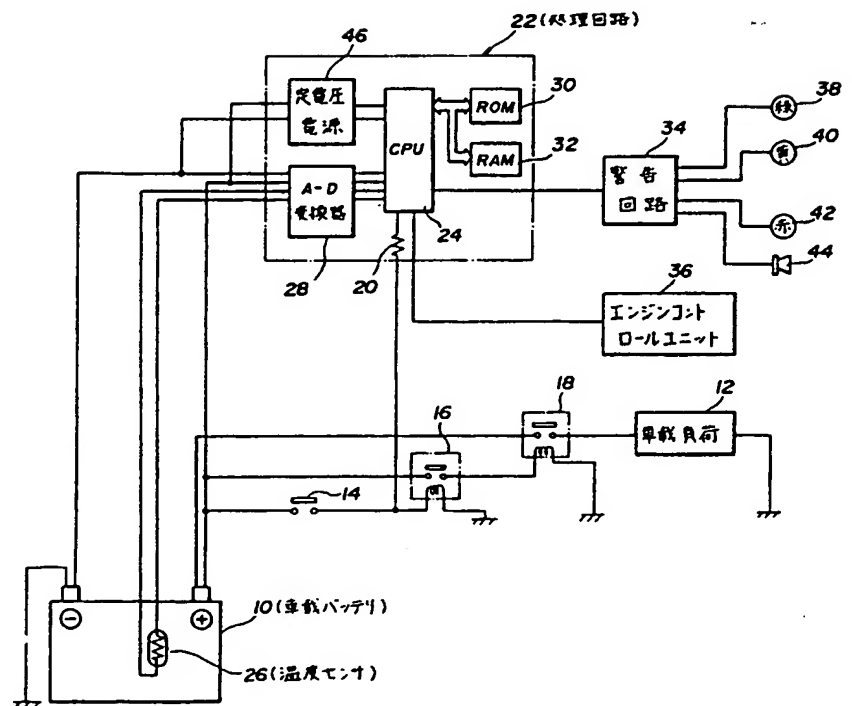 22(処理回路)
46
定電圧
電源
CPU
ROM
30
RAM
32
A-D
変換器
28
20
24
34
警告
回路
緑
38
黄
40
赤
42
44
36
エンジンコント
ロールユニット
18
16
12
車載負荷
14
10(車載バッテリ)
26(温度センサ)